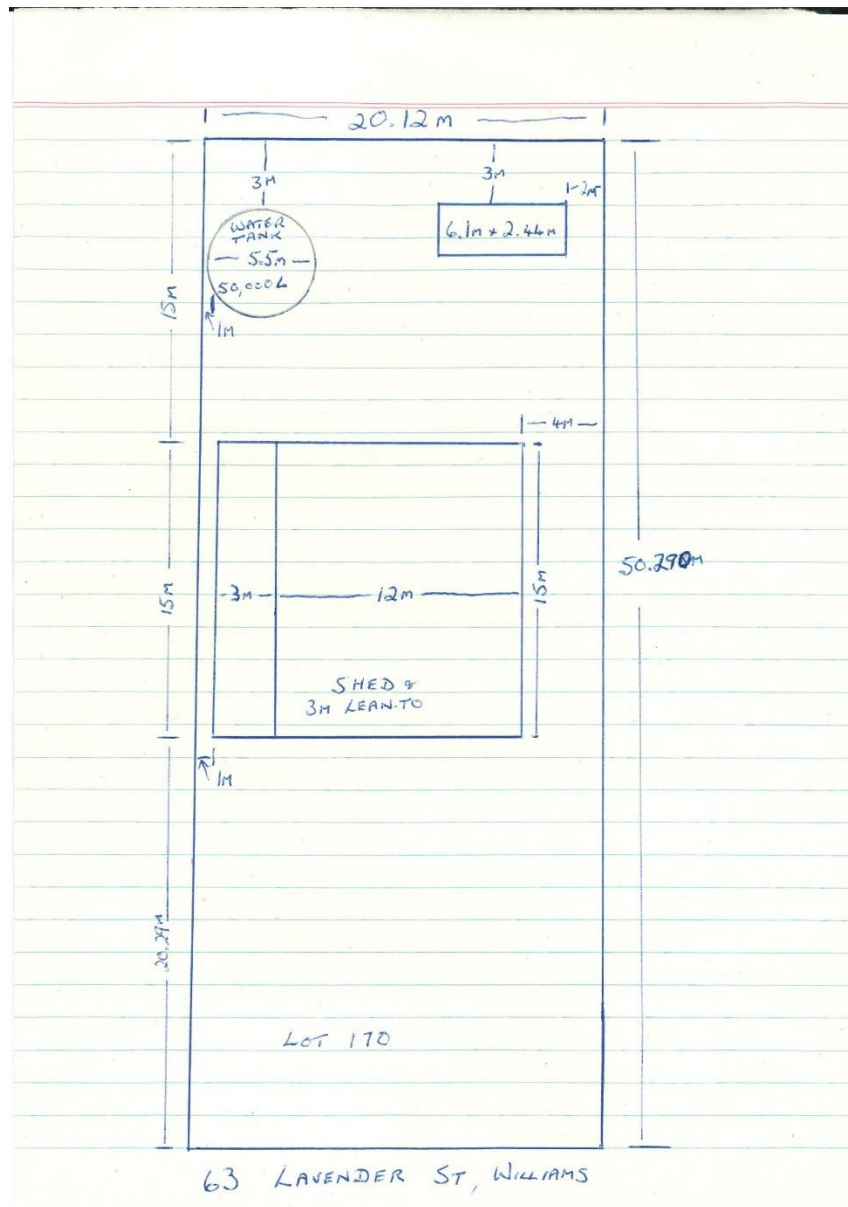 20.12m
3M
3M
1-2m
WATER
TANK
5.5m
50,000L
6.1m x 2.44m
15M
1M
4M
3M
12m
15M
15M
50.290m
SHED &
3M LEAN-TO
1M
20.29M
LOT 170
63 LAVENDER ST, WILLIAMS